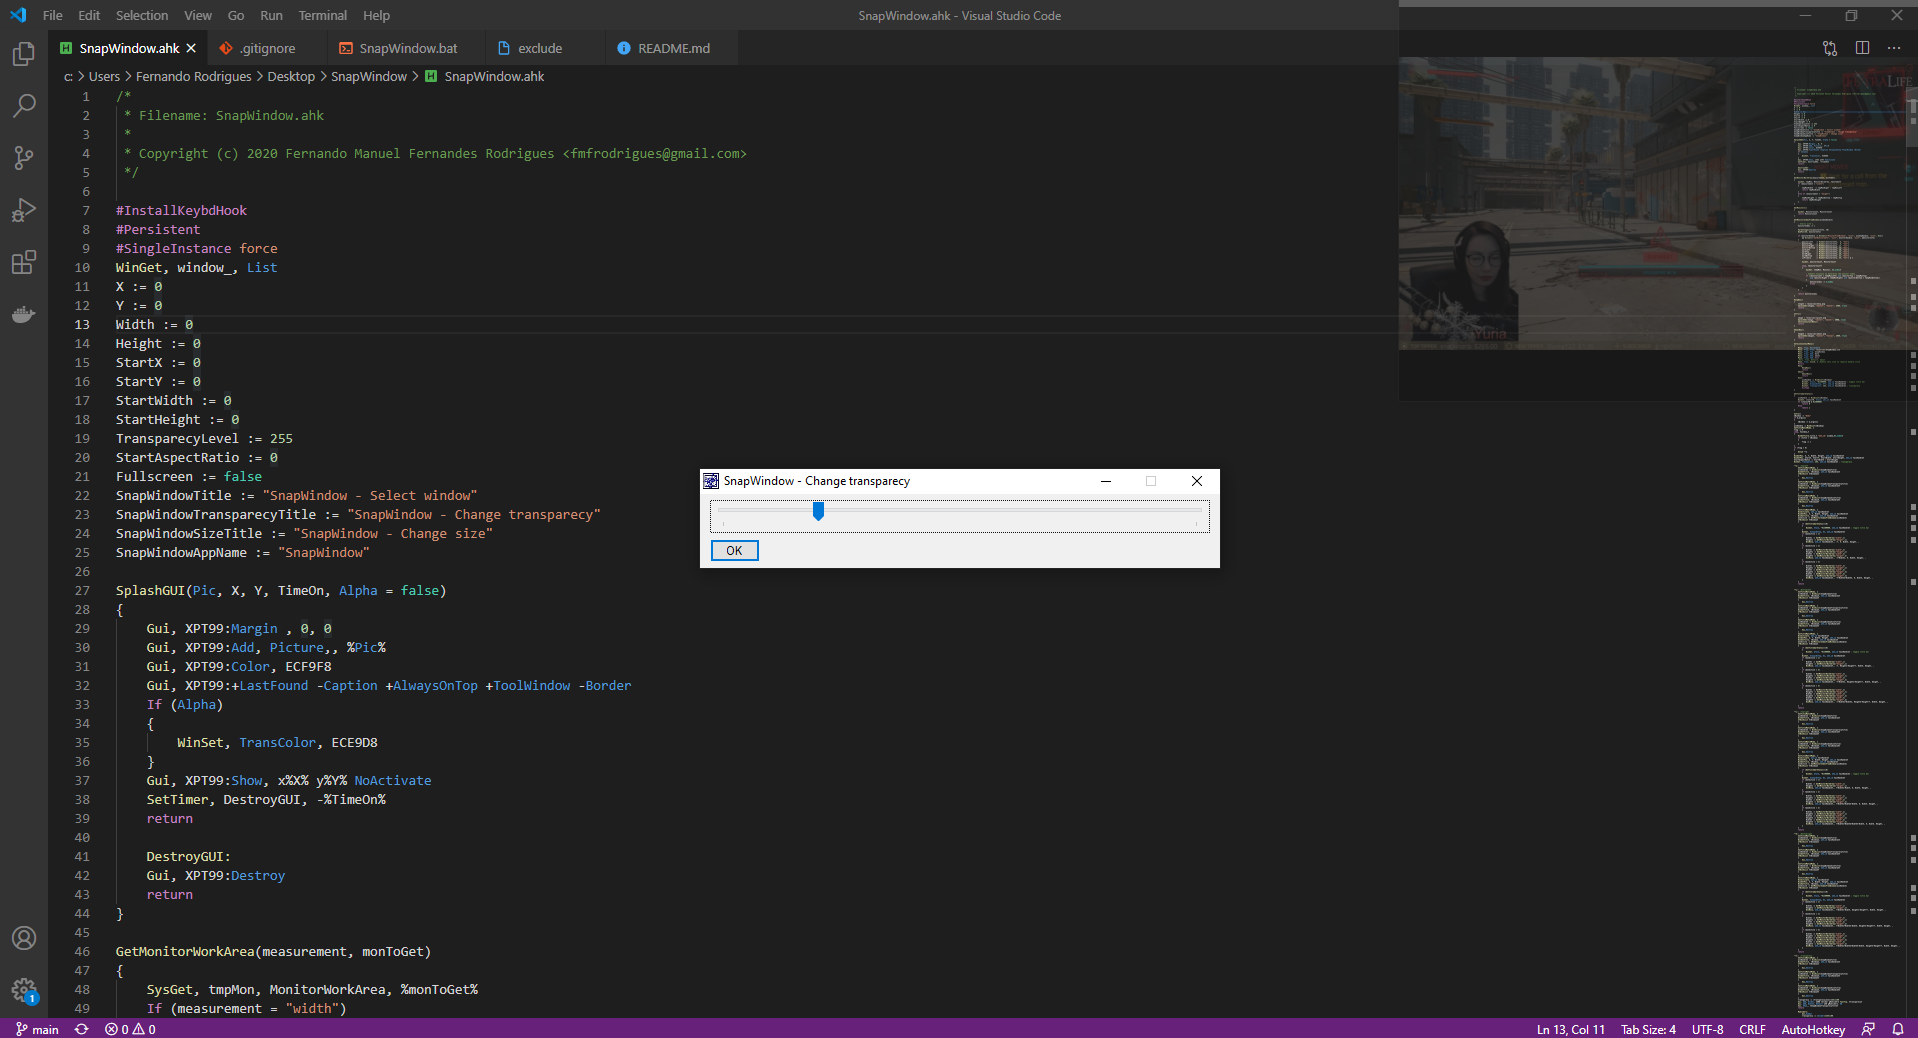 File Edit Selection View Go Run Terminal Help
SnapWindow.ahk - Visual Studio Code
SnapWindow.ahk
.gitignore
SnapWindow.bat
exclude
README.md
c: > Users > Fernando Rodrigues > Desktop > SnapWindow > SnapWindow.ahk
1 /*
2 * Filename: SnapWindow.ahk
3 *
4 * Copyright (c) 2020 Fernando Manuel Fernandes Rodrigues <fmfrodrigues@gmail.com>
5 */
6
7 #InstallKeybdHook
8 #Persistent
9 #SingleInstance force
10 WinGet, window_, List
11 X := 0
12 Y := 0
13 Width := 0
14 Height := 0
15 StartX := 0
16 StartY := 0
17 StartWidth := 0
18 StartHeight := 0
19 TransparecyLevel := 255
20 StartAspectRatio := 0
21 Fullscreen := false
22 SnapWindowTitle := "SnapWindow - Select window"
23 SnapWindowTransparecyTitle := "SnapWindow - Change transparecy"
24 SnapWindowSizeTitle := "SnapWindow - Change size"
25 SnapWindowAppName := "SnapWindow"
26
27 SplashGUI(Pic, X, Y, TimeOn, Alpha = false)
28 {
29 Gui, XPT99:Margin , 0, 0
30 Gui, XPT99:Add, Picture,, %Pic%
31 Gui, XPT99:Color, ECF9F8
32 Gui, XPT99:+LastFound -Caption +AlwaysOnTop +ToolWindow -Border
33 If (Alpha)
34 {
35 WinSet, TransColor, ECE9D8
36 }
37 Gui, XPT99:Show, x%X% y%Y% NoActivate
38 SetTimer, DestroyGUI, -%TimeOn%
39 return
40
41 DestroyGUI:
42 Gui, XPT99:Destroy
43 return
44 }
45
46 GetMonitorWorkArea(measurement, monToGet)
47 {
48 SysGet, tmpMon, MonitorWorkArea, %monToGet%
49 If (measurement = "width")
SnapWindow - Change transparecy
OK
LIFE
Yuria
1
main
0 0
Ln 13, Col 11
Tab Size: 4
UTF-8
CRLF
AutoHotkey